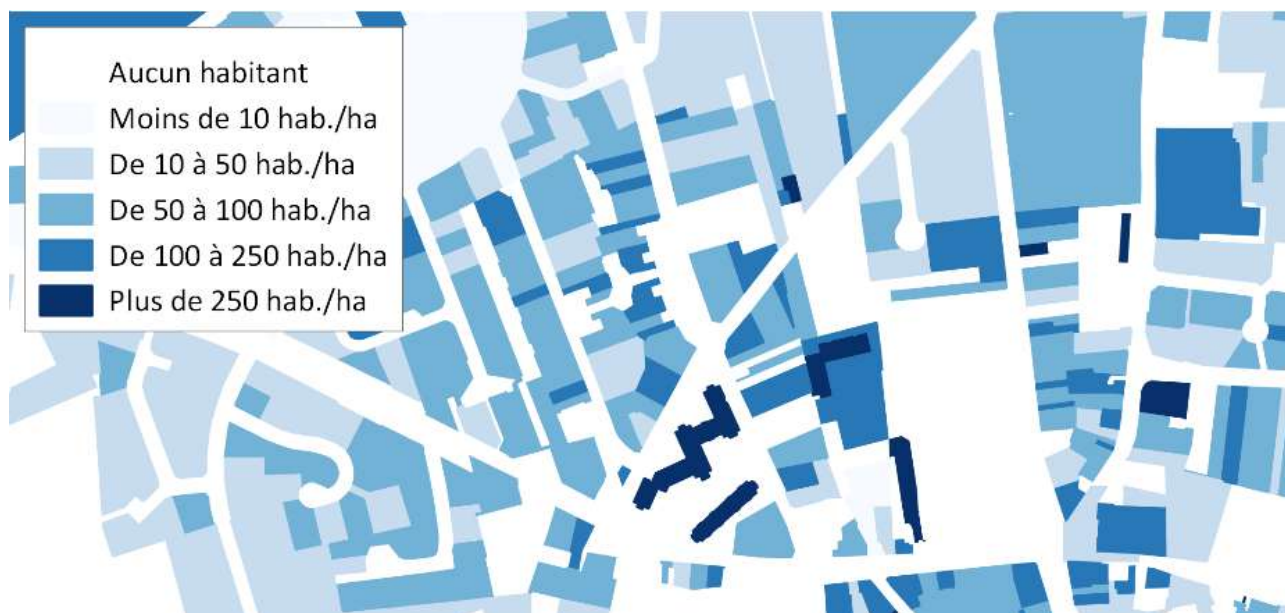 Aucun habitant
Moins de 10 hab./ha
De 10 à 50 hab./ha
De 50 à 100 hab./ha
De 100 à 250 hab./ha
Plus de 250 hab./ha